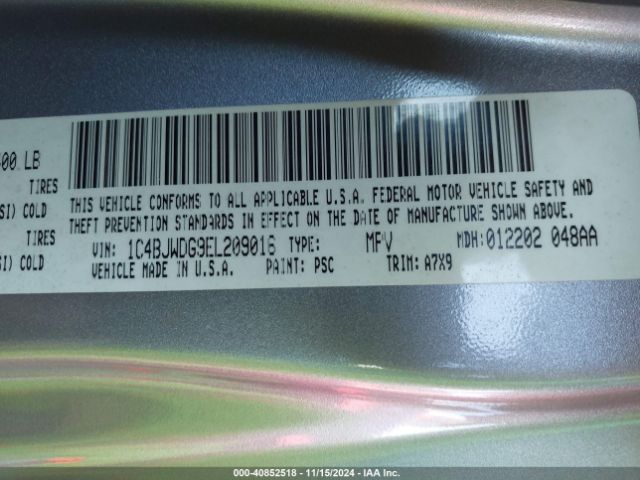 500 LB
TIRES
SI) COLD
TIRES
SI) COLD
THIS VEHICLE CONFORMS TO ALL APPLICABLE U.S.A. FEDERAL MOTOR VEHICLE SAFETY AND
THEFT PREVENTION STANDARDS IN EFFECT ON THE DATE OF MANUFACTURE SHOWN ABOVE.
VIN: 1C4BJWDG9EL209016 TYPE: MPV MDH:012202 048AA
VEHICLE MADE IN U.S.A. PAINT: PSC TRIM: A7X9
000-40852518 - 11/15/2024 - IAA Inc.